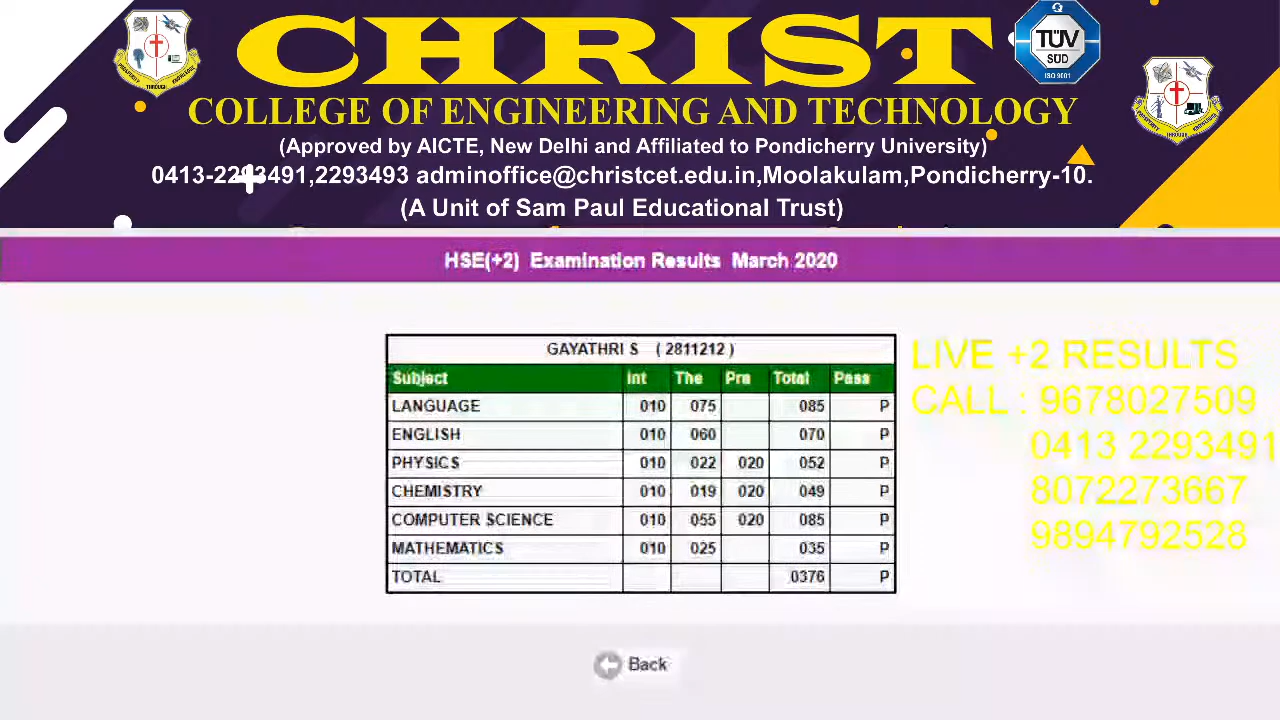 CHRIST
COLLEGE OF ENGINEERING AND TECHNOLOGY
(Approved by AICTE, New Delhi and Affiliated to Pondicherry University)
0413-2293491,2293493 adminoffice@christcet.edu.in,Moolakulam,Pondicherry-10.
(A Unit of Sam Paul Educational Trust)
TÜV
SÜD
ISO 9001
HSE(+2) Examination Results March 2020
GAYATHRI S ( 2811212 )
Subject Int The Pra Total Pass
LANGUAGE 010 075 085 P
ENGLISH 010 060 070 P
PHYSICS 010 022 020 052 P
CHEMISTRY 010 019 020 049 P
COMPUTER SCIENCE 010 055 020 085 P
MATHEMATICS 010 025 035 P
TOTAL 0376 P
LIVE +2 RESULTS
CALL : 9678027509
0413 2293491
8072273667
9894792528
Back